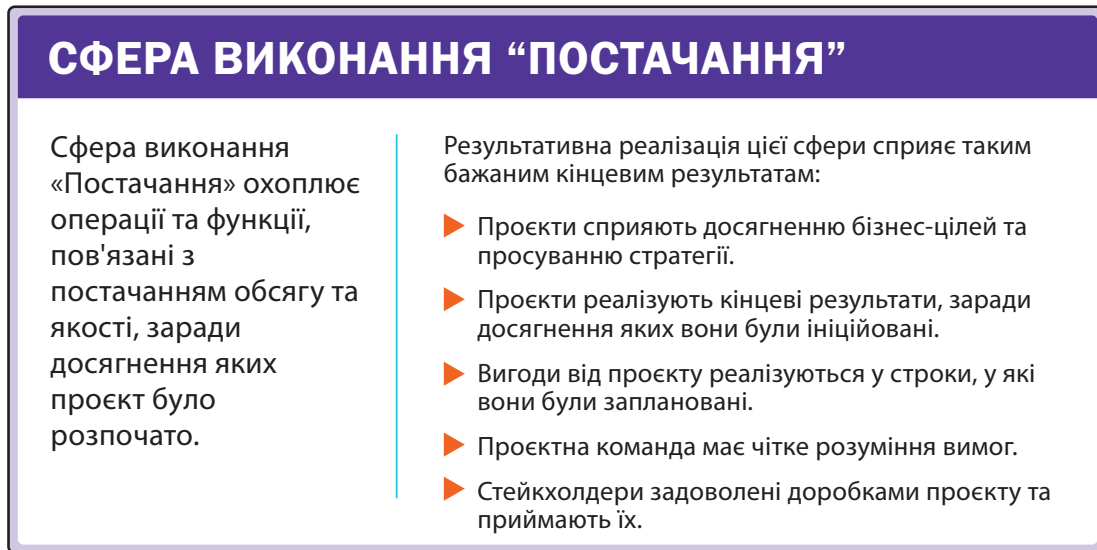 СФЕРА ВИКОНАННЯ “ПОСТАЧАННЯ”
Сфера виконання
«Постачання» охоплює
операції та функції,
пов'язані з
постачанням обсягу та
якості, заради
досягнення яких
проєкт було
розпочато.
Результативна реалізація цієї сфери сприяє таким
бажаним кінцевим результатам:
Проєкти сприяють досягненню бізнес-цілей та
просуванню стратегії.
Проєкти реалізують кінцеві результати, заради
досягнення яких вони були ініційовані.
Вигоди від проєкту реалізуються у строки, у які
вони були заплановані.
Проєктна команда має чітке розуміння вимог.
Стейкхолдери задоволені доробками проєкту та
приймають їх.